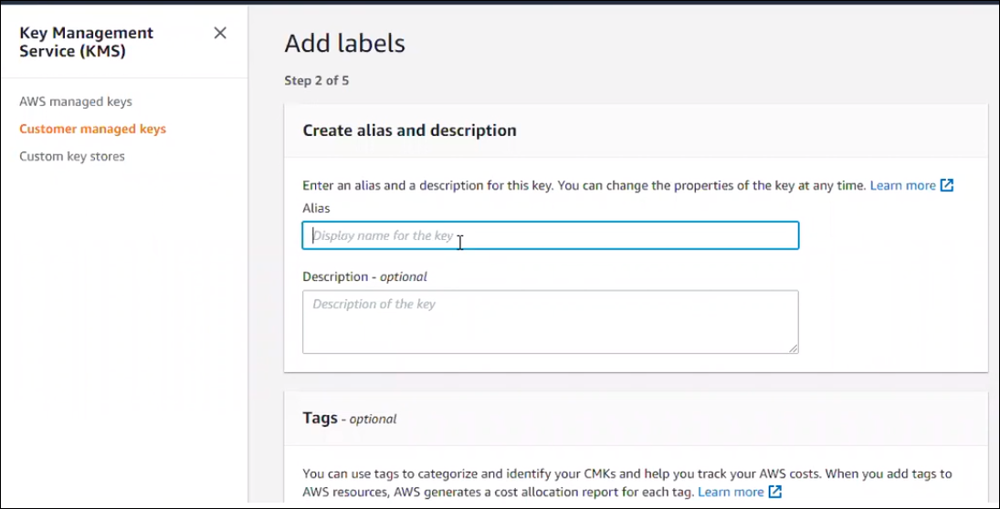 Key Management
Service (KMS)
AWS managed keys
Customer managed keys
Custom key stores
Add labels
Step 2 of 5
Create alias and description
Enter an alias and a description for this key. You can change the properties of the key at any time. Learn more
Alias
Display name for the key
Description - optional
Description of the key
Tags - optional
You can use tags to categorize and identify your CMKs and help you track your AWS costs. When you add tags to
AWS resources, AWS generates a cost allocation report for each tag. Learn more